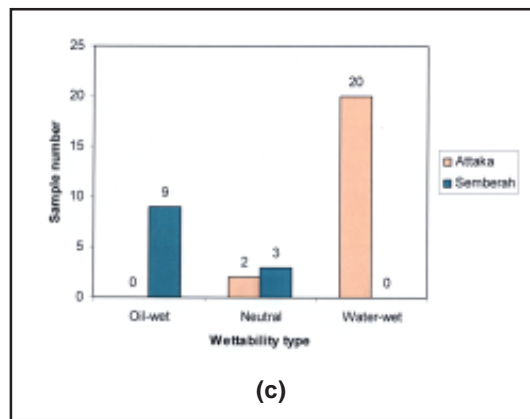 25
20
15
10
5
0
Sample number
0
9
2
3
20
0
Oil-wet
Neutral
Water-wet
Wettability type
Attaka
Semberah
(c)